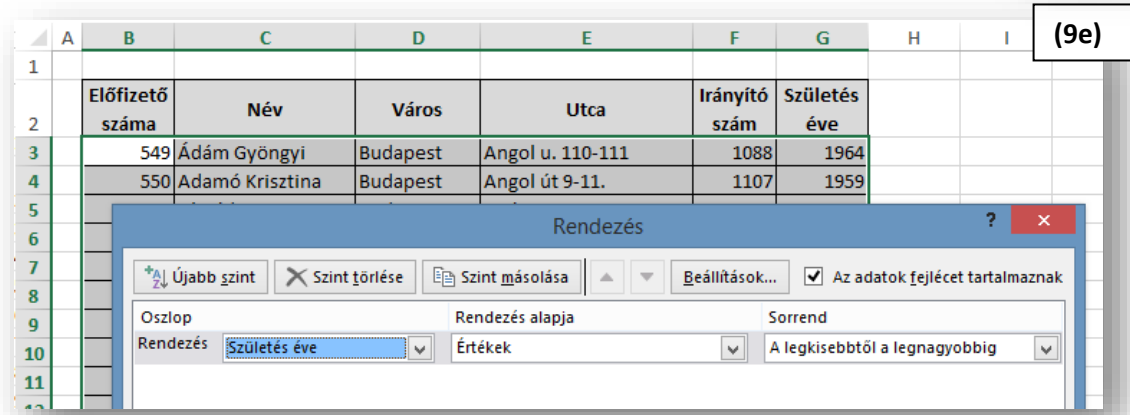 (9e)
A B C D E F G H I
1
2 Előfizető száma Név Város Utca Irányító szám Születés éve
3 549 Ádám Gyöngyi Budapest Angol u. 110-111 1088 1964
4 550 Adamó Krisztina Budapest Angol út 9-11. 1107 1959
5
6
Rendezés ? ×
7
Újabb szint Szint törlése Szint másolása Beállítások... Az adatok fejlécet tartalmaznak
8
9
Oszlop Rendezés alapja Sorrend
10
Rendezés Születés éve Értékek A legkisebbtől a legnagyobbig
11